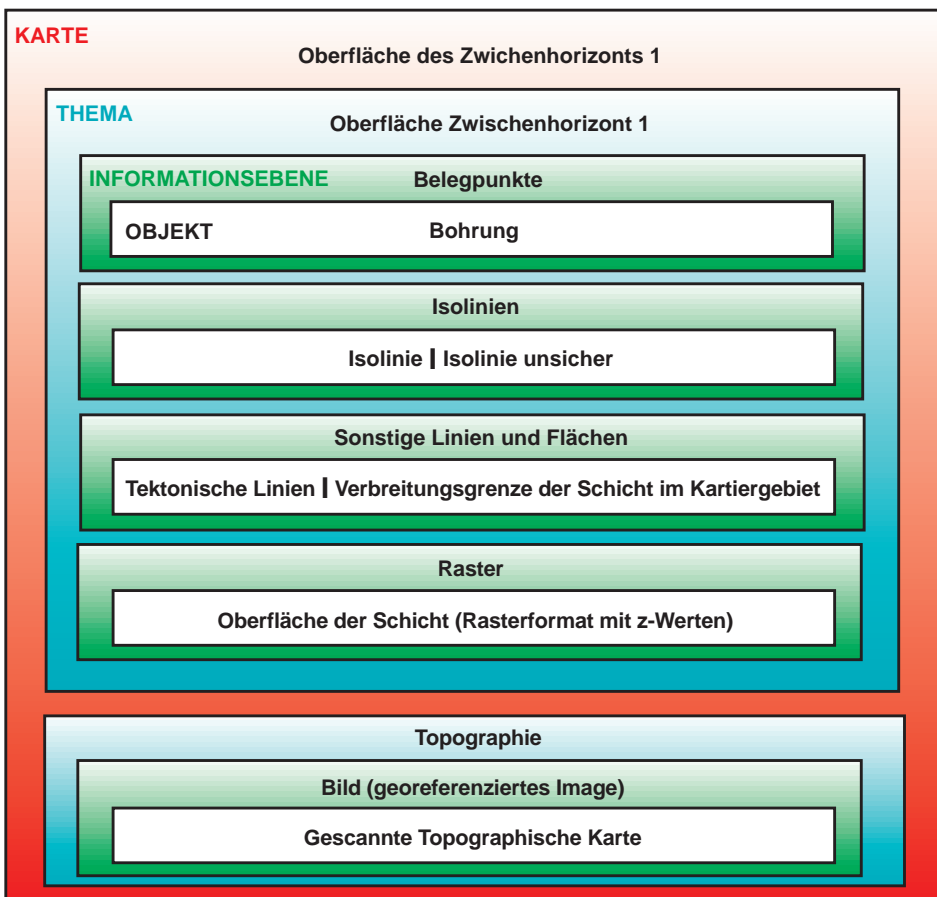 KARTE
Oberfläche des Zwichenhorizonts 1
THEMA
Oberfläche Zwischenhorizont 1
INFORMATIONSEBENE Belegpunkte
OBJEKT Bohrung
Isolinien
Isolinie | Isolinie unsicher
Sonstige Linien und Flächen
Tektonische Linien | Verbreitungsgrenze der Schicht im Kartiergebiet
Raster
Oberfläche der Schicht (Rasterformat mit z-Werten)
Topographie
Bild (georeferenziertes Image)
Gescannte Topographische Karte